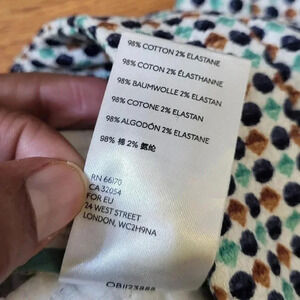 98% COTTON 2% ELASTANE
98% COTON 2% ÉLASTHANNE
98% BAUMWOLLE 2% ELASTAN
98% COTONE 2% ELASTAN
98% ALGODÓN 2% ELASTANE
98% 棉 2% 氨纶
RN 66170
CA 32054
FOR EU
24 WEST STREET
LONDON, WC2H9NA